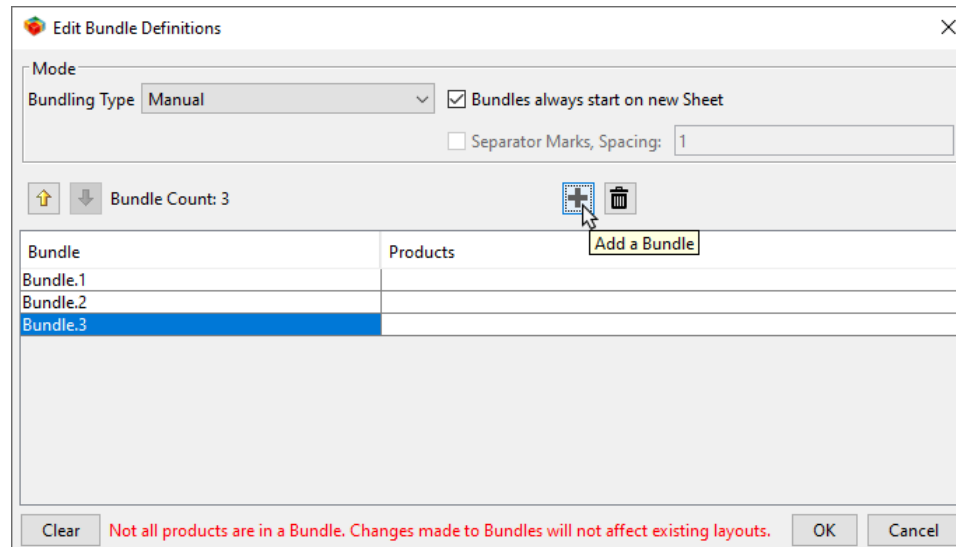 Edit Bundle Definitions
Mode
Bundling Type Manual Bundles always start on new Sheet
Separator Marks, Spacing: 1
Bundle Count: 3
Add a Bundle
Bundle Products
Bundle.1
Bundle.2
Bundle.3
Clear Not all products are in a Bundle. Changes made to Bundles will not affect existing layouts. OK Cancel